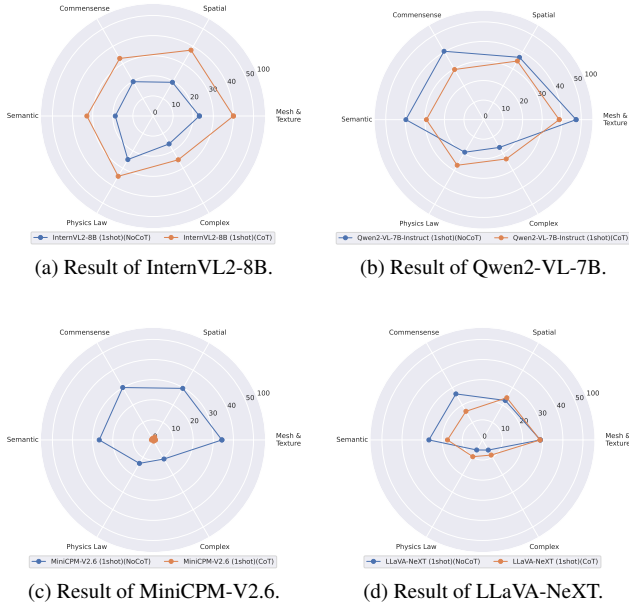 Commensense
Spatial
Semantic
Mesh &
Texture
Physics Law
Complex
0
10
20
30
40
50
100
InternVL2-8B (1shot)(NoCoT)
InternVL2-8B (1shot)(CoT)
(a) Result of InternVL2-8B.
Commensense
Spatial
Semantic
Mesh &
Texture
Physics Law
Complex
0
10
20
30
40
50
100
Qwen2-VL-7B-Instruct (1shot)(NoCoT)
Qwen2-VL-7B-Instruct (1shot)(CoT)
(b) Result of Qwen2-VL-7B.
Commensense
Spatial
Semantic
Mesh &
Texture
Physics Law
Complex
0
10
20
30
40
50
100
MiniCPM-V2.6 (1shot)(NoCoT)
MiniCPM-V2.6 (1shot)(CoT)
(c) Result of MiniCPM-V2.6.
Commensense
Spatial
Semantic
Mesh &
Texture
Physics Law
Complex
0
10
20
30
40
50
100
LLaVA-NeXT (1shot)(NoCoT)
LLaVA-NeXT (1shot)(CoT)
(d) Result of LLaVA-NeXT.